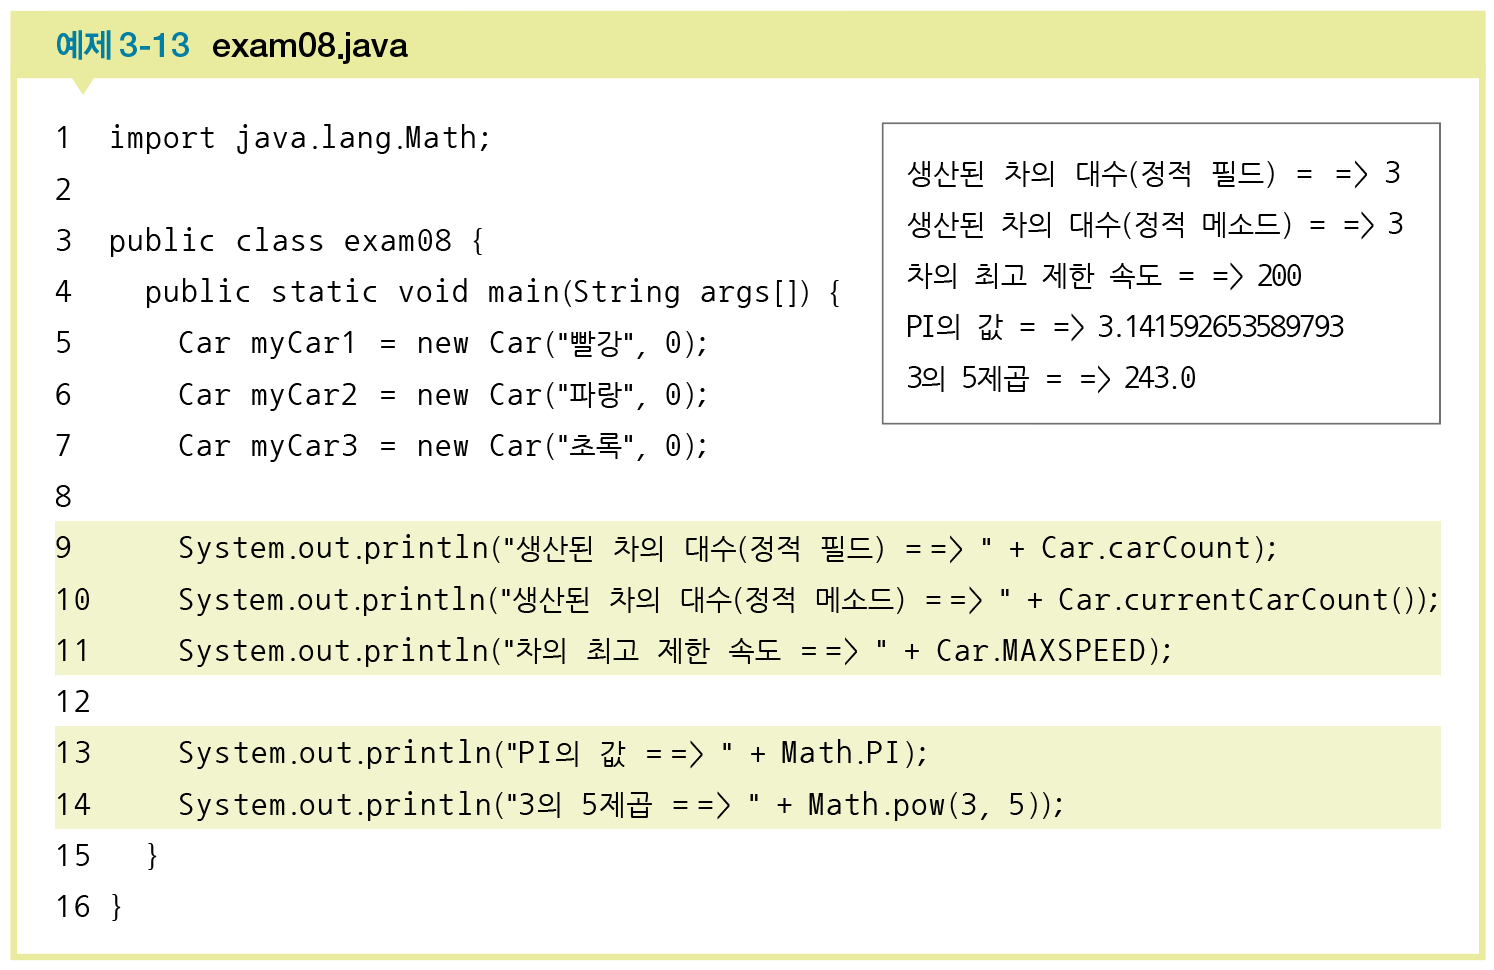 예제 3-13 exam08.java
1 import java.lang.Math;
2
3 public class exam08 {
4 public static void main(String args[]) {
5 Car myCar1 = new Car("빨강", 0);
6 Car myCar2 = new Car("파랑", 0);
7 Car myCar3 = new Car("초록", 0);
8
9 System.out.println("생산된 차의 대수(정적 필드) ==> " + Car.carCount);
10 System.out.println("생산된 차의 대수(정적 메소드) ==> " + Car.currentCarCount());
11 System.out.println("차의 최고 제한 속도 ==> " + Car.MAXSPEED);
12
13 System.out.println("PI의 값 ==> " + Math.PI);
14 System.out.println("3의 5제곱 ==> " + Math.pow(3, 5));
15 }
16 }
생산된 차의 대수(정적 필드) = => 3
생산된 차의 대수(정적 메소드) = => 3
차의 최고 제한 속도 = => 200
PI의 값 = => 3.141592653589793
3의 5제곱 = => 243.0